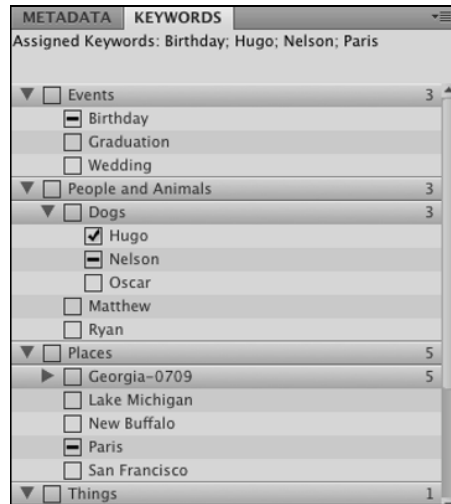 METADATA KEYWORDS
Assigned Keywords: Birthday; Hugo; Nelson; Paris
Events 3
Birthday
Graduation
Wedding
People and Animals 3
Dogs 3
Hugo
Nelson
Oscar
Matthew
Ryan
Places 5
Georgia-0709 5
Lake Michigan
New Buffalo
Paris
San Francisco
Things 1